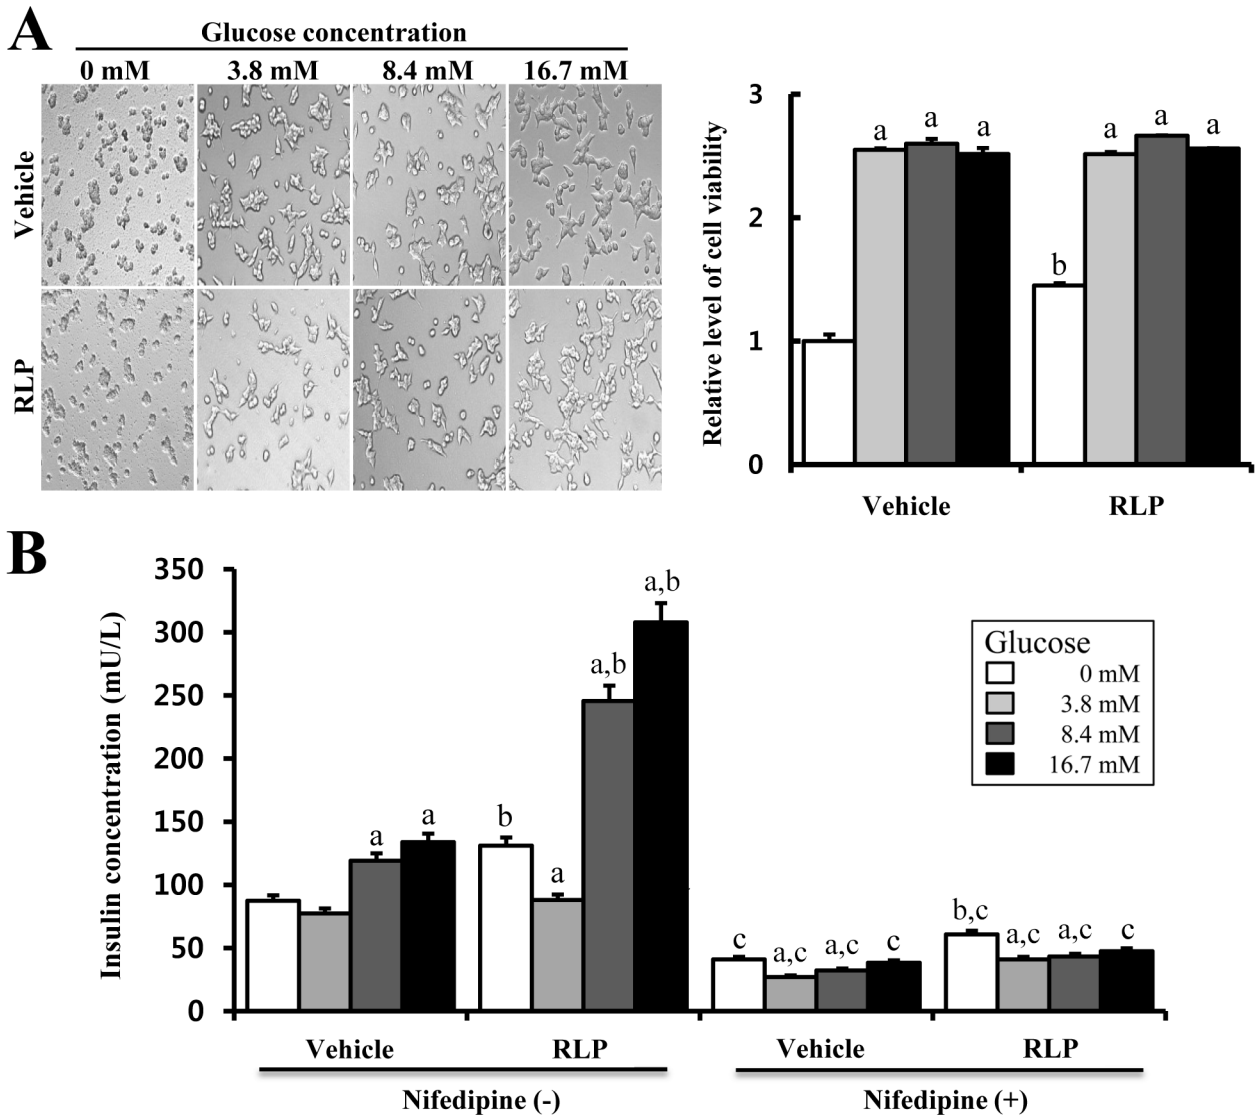 A
Glucose concentration
0 mM 3.8 mM 8.4 mM 16.7 mM
Vehicle
RLP
Relative level of cell viability
3
2
1
0
a a a a a a
b
Vehicle RLP
B
Insulin concentration (mU/L)
350
300
250
200
150
100
50
0
a a b a a,b a,b
c a,c a,c c b,c a,c a,c c
Glucose
0 mM
3.8 mM
8.4 mM
16.7 mM
Vehicle RLP Vehicle RLP
Nifedipine (-) Nifedipine (+)